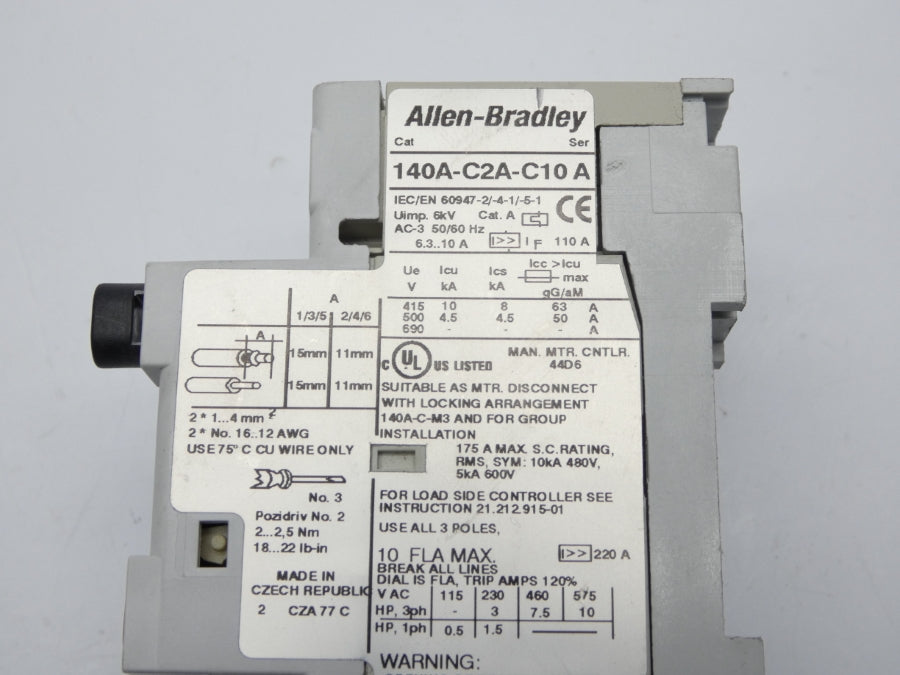 Allen-Bradley
Cat Ser
140A-C2A-C10 A
IEC/EN 60947-2/-4-1/-5-1
Uimp. 6kV Cat. A CE
AC-3 50/60 Hz
6.3..10 A I>> IF 110 A
Ue Icu Ics Icc >Icu
max
V kA kA gG/aM
415 10 8 63 A
500 4.5 4.5 50 A
690 - - - A
A
1/3/5 2/4/6
A
15mm 11mm
15mm 11mm
2 * 1...4 mm²
2 * No. 16..12 AWG
USE 75° C CU WIRE ONLY
No. 3
Pozidriv No. 2
2...2,5 Nm
18...22 lb-in
MADE IN
CZECH REPUBLIC
2 CZA 77 C
C UL US LISTED
MAN. MTR. CNTLR.
44D6
SUITABLE AS MTR. DISCONNECT
WITH LOCKING ARRANGEMENT
140A-C-M3 AND FOR GROUP
INSTALLATION
175 A MAX. S.C. RATING,
RMS, SYM: 10kA 480V,
5kA 600V
FOR LOAD SIDE CONTROLLER SEE
INSTRUCTION 21.212.915-01
USE ALL 3 POLES,
10 FLA MAX. I>> 220 A
BREAK ALL LINES
DIAL IS FLA, TRIP AMPS 120%
V AC 115 230 460 575
HP, 3ph - 3 7.5 10
HP, 1ph 0.5 1.5
WARNING: